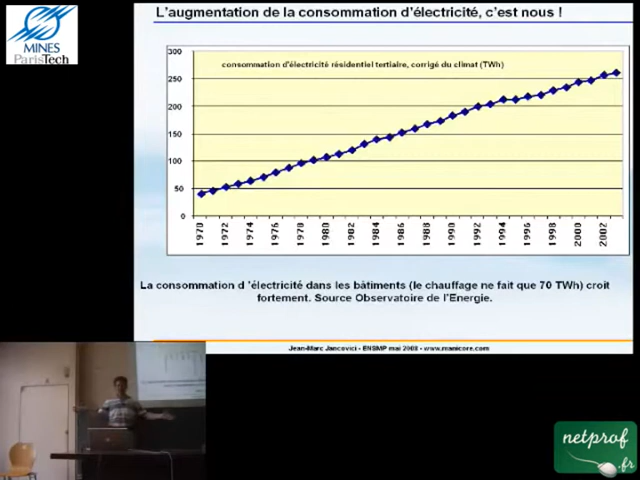 MINES
ParisTech
L'augmentation de la consommation d'électricité, c'est nous !
consommation d'électricité résidentiel tertiaire, corrigé du climat (TWh)
300
250
200
150
100
50
0
1970 1972 1974 1976 1978 1980 1982 1984 1986 1988 1990 1992 1994 1996 1998 2000 2002
La consommation d 'électricité dans les bâtiments (le chauffage ne fait que 70 TWh) croit
fortement. Source Observatoire de l'Energie.
Jean-Marc Jancovici - ENSMP mai 2008 - www.manicore.com
netprof
.fr